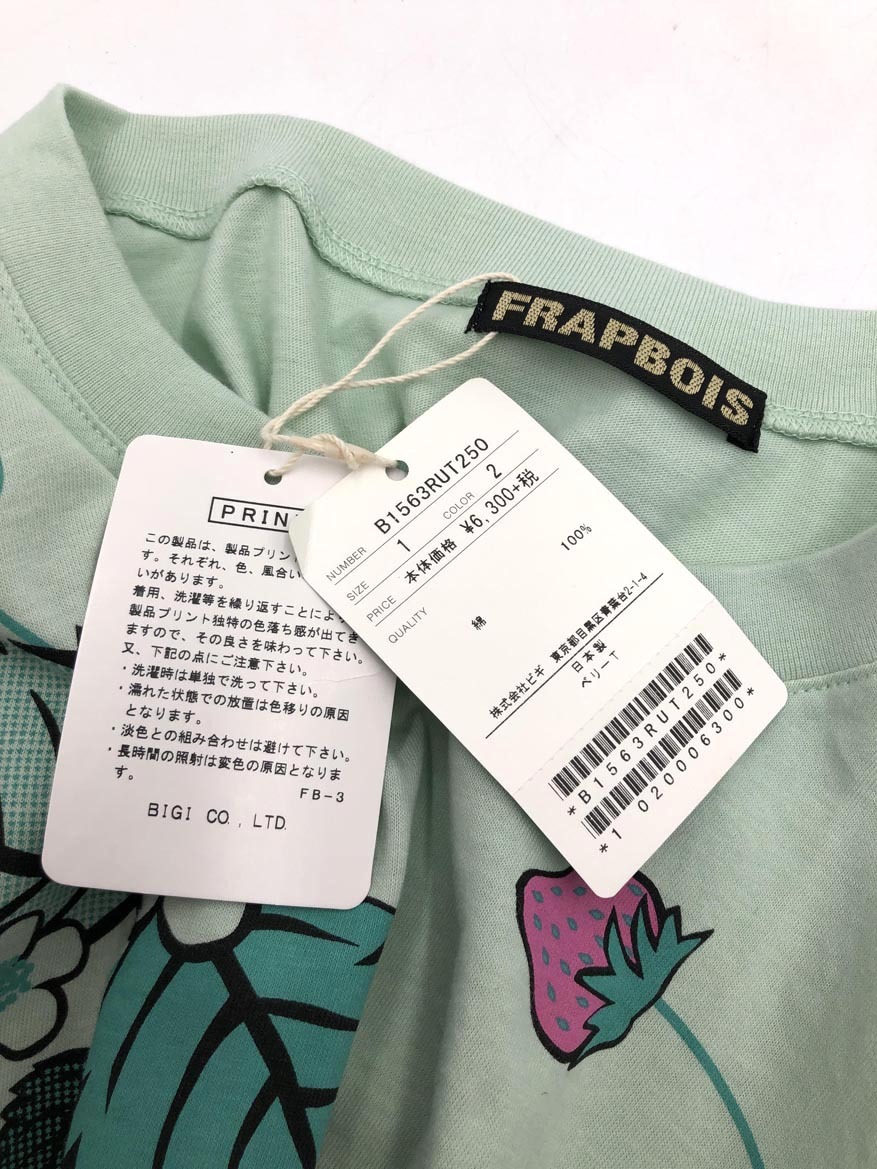 FRAPBOIS
PRIN
この製品は、製品プリン
す。それぞれ、色、風合い
いがあります。
着用、洗濯等を繰り返すことによ
製品プリント独特の色落ち感が出てき
ますので、その良さを味わって下さい。
又、下記の点にご注意下さい。
・洗濯時は単独で洗って下さい。
・濡れた状態での放置は色移りの原因
となります。
・淡色との組み合わせは避けて下さい。
・長時間の照射は変色の原因となりま
す。
FB-3
BIGI CO., LTD.
NUMBER B1563RUT250
SIZE 1 COLOR 2
PRICE 本体価格 ¥6,300+税
QUALITY
綿 100%
株式会社ビギ 東京都目黒区青葉台2-1-4
日本製
ベリーT
*B1563RUT250*
*1 020006300*